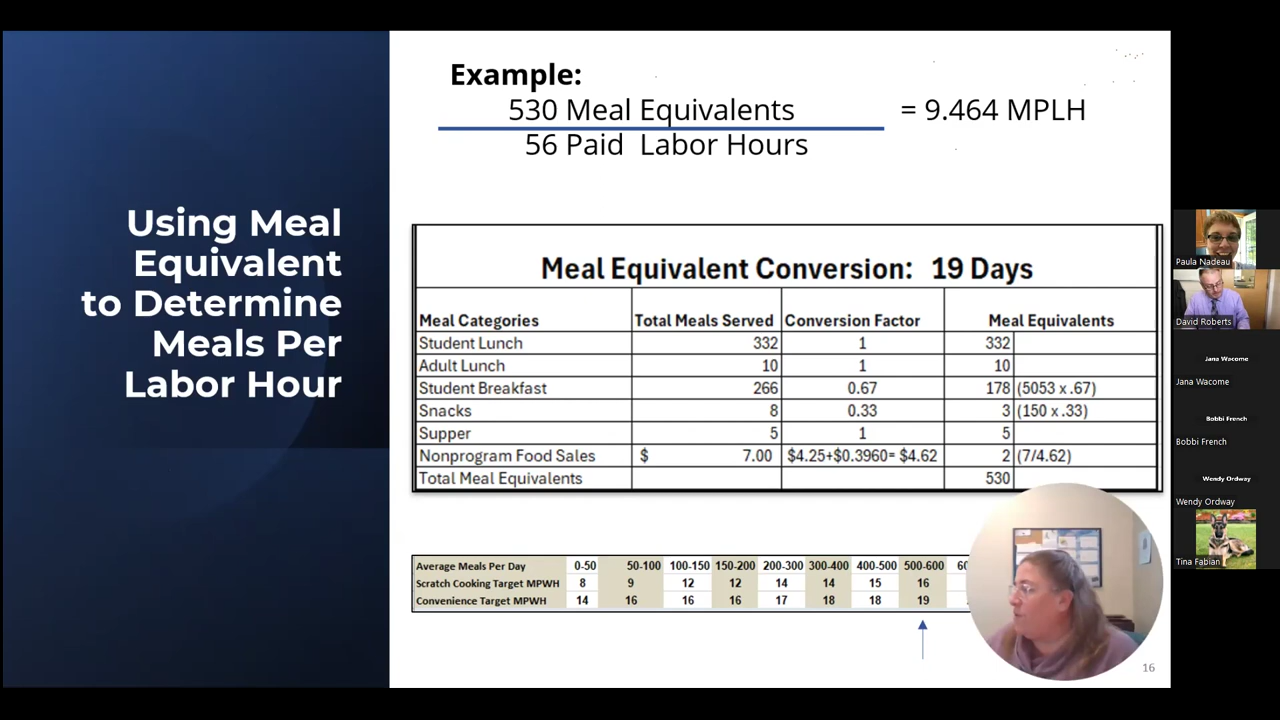 Using Meal
Equivalent
to Determine
Meals Per
Labor Hour
Example:
530 Meal Equivalents = 9.464 MPLH
56 Paid Labor Hours
Meal Equivalent Conversion: 19 Days
Meal Categories Total Meals Served Conversion Factor Meal Equivalents
Student Lunch 332 1 332
Adult Lunch 10 1 10
Student Breakfast 266 0.67 178 (5053 x .67)
Snacks 8 0.33 3 (150 x .33)
Supper 5 1 5
Nonprogram Food Sales $ 7.00 $4.25+$0.3960= $4.62 2 (7/4.62)
Total Meal Equivalents 530
Average Meals Per Day 0-50 50-100 100-150 150-200 200-300 300-400 400-500 500-600
Scratch Cooking Target MPWH 8 9 12 12 14 14 15 16
Convenience Target MPWH 14 16 16 16 17 18 18 19
16
Paula Nadeau
David Roberts
Jana Wacome
Jana Wacome
Bobbi French
Bobbi French
Wendy Ordway
Wendy Ordway
Tina Fabian